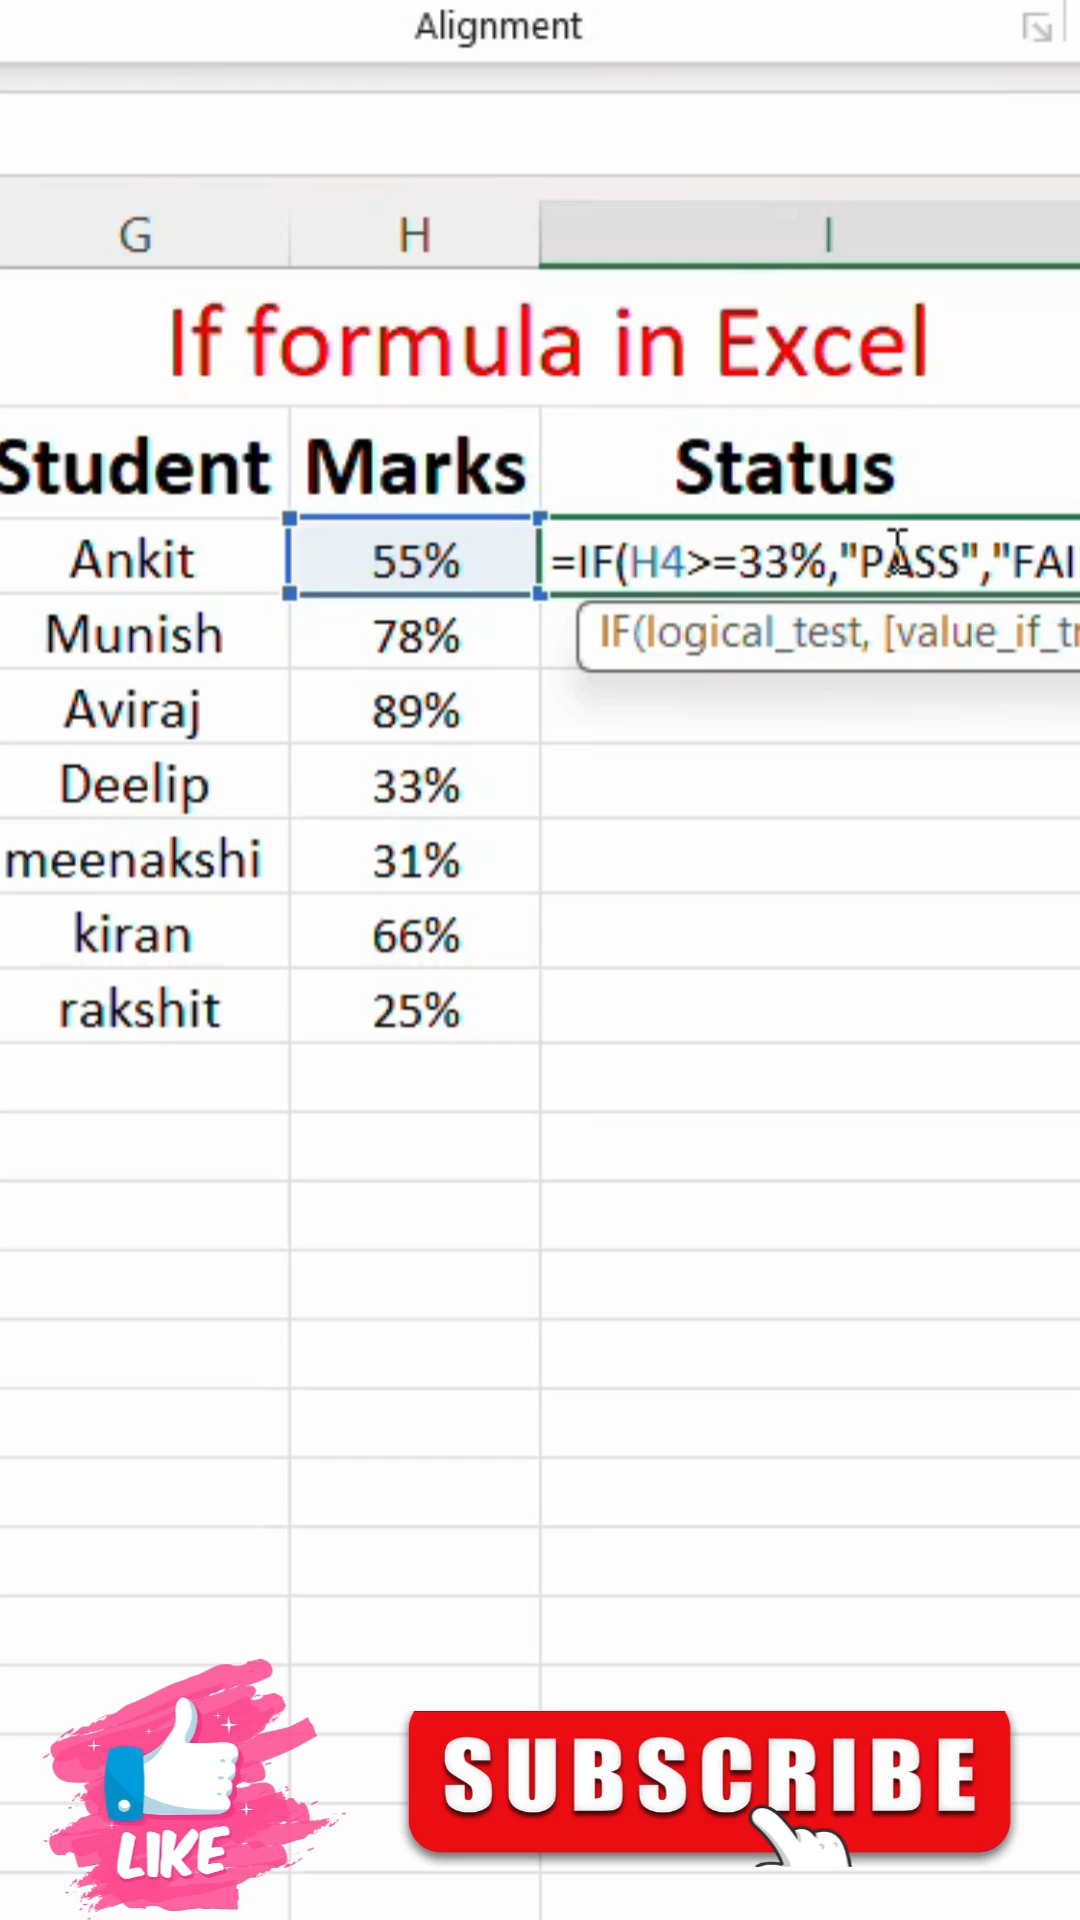 Alignment
G H I
If formula in Excel
Student Marks Status
Ankit 55% =IF(H4>=33%,"PASS","FAI
IF(logical_test, [value_if_tr
Munish 78%
Aviraj 89%
Deelip 33%
meenakshi 31%
kiran 66%
rakshit 25%
LIKE
SUBSCRIBE